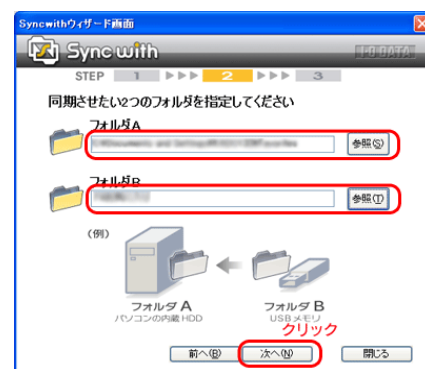 Syncwithウィザード画面
Sync with
I-O DATA
STEP 1 ▶▶▶ 2 ▶▶▶ 3
同期させたい2つのフォルダを指定してください
フォルダA
参照(S)
フォルダB
参照(T)
(例)
フォルダ A
パソコンの内蔵 HDD
フォルダ B
USB メモリ
クリック
前へ(B)
次へ(N)
閉じる